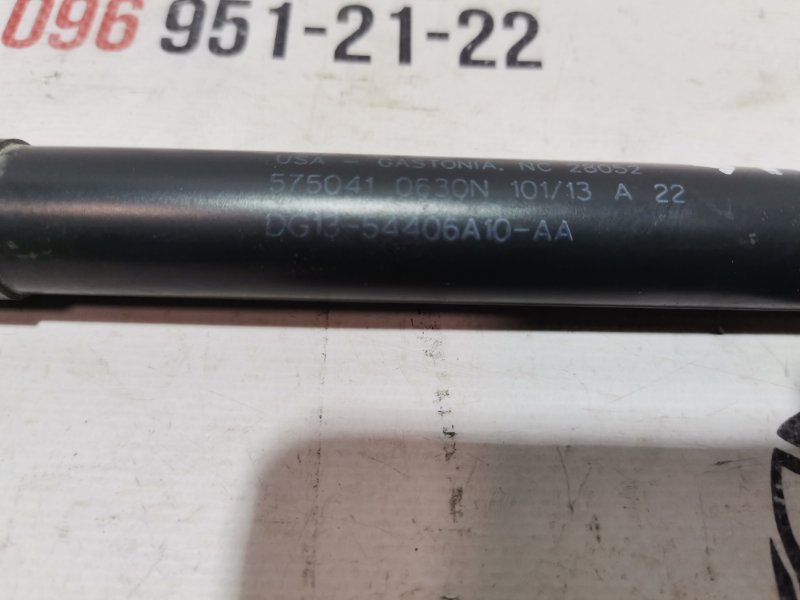 096 951-21-22
USA - GASTONIA, NC 28052
575041 0630N 101/13 A 22
DG13-54406A10-AA